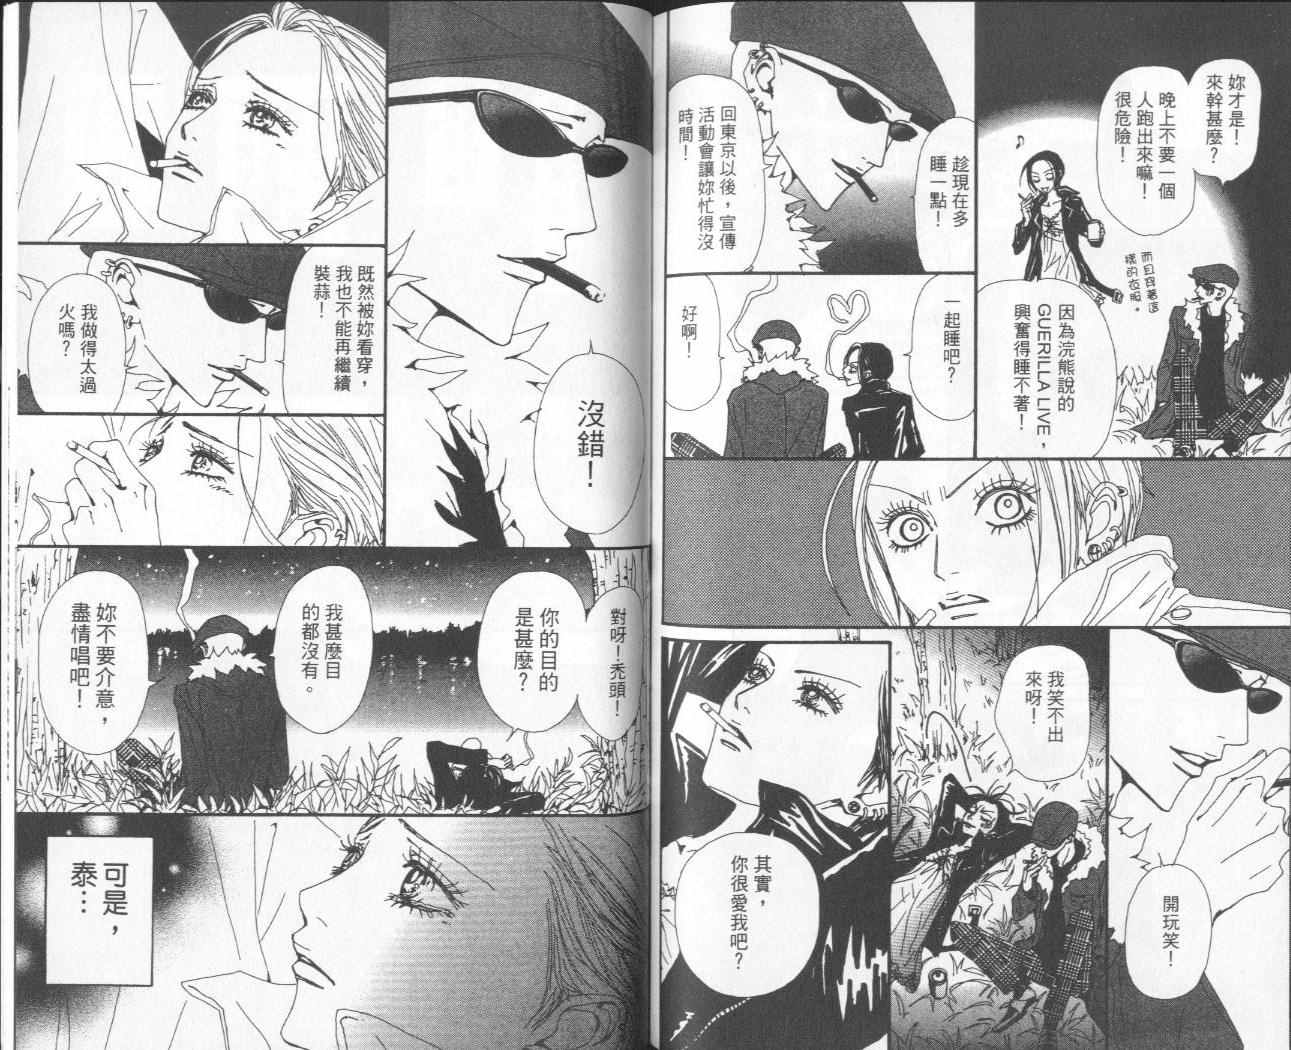 妳才是！
來幹甚麼？
晚上不要一個
人跑出來嘛！
很危險！
而且穿著這
樣的衣服。
因為浣熊說的
GUERILLA LIVE，
興奮得睡不著！
趁現在多
睡一點！
回東京以後，宣傳
活動會讓妳忙得沒
時間！
一起睡吧？
好啊！
開玩笑！
我笑不出
來呀！
其實，
你很愛我吧？
沒錯！
既然被妳看穿，
我也不能再繼續
裝蒜！
我做得太過
火嗎？
對呀！禿頭！
你的目的
是甚麼？
我甚麼目
的都沒有。
妳不要介意，
盡情唱吧！
可是，
泰…